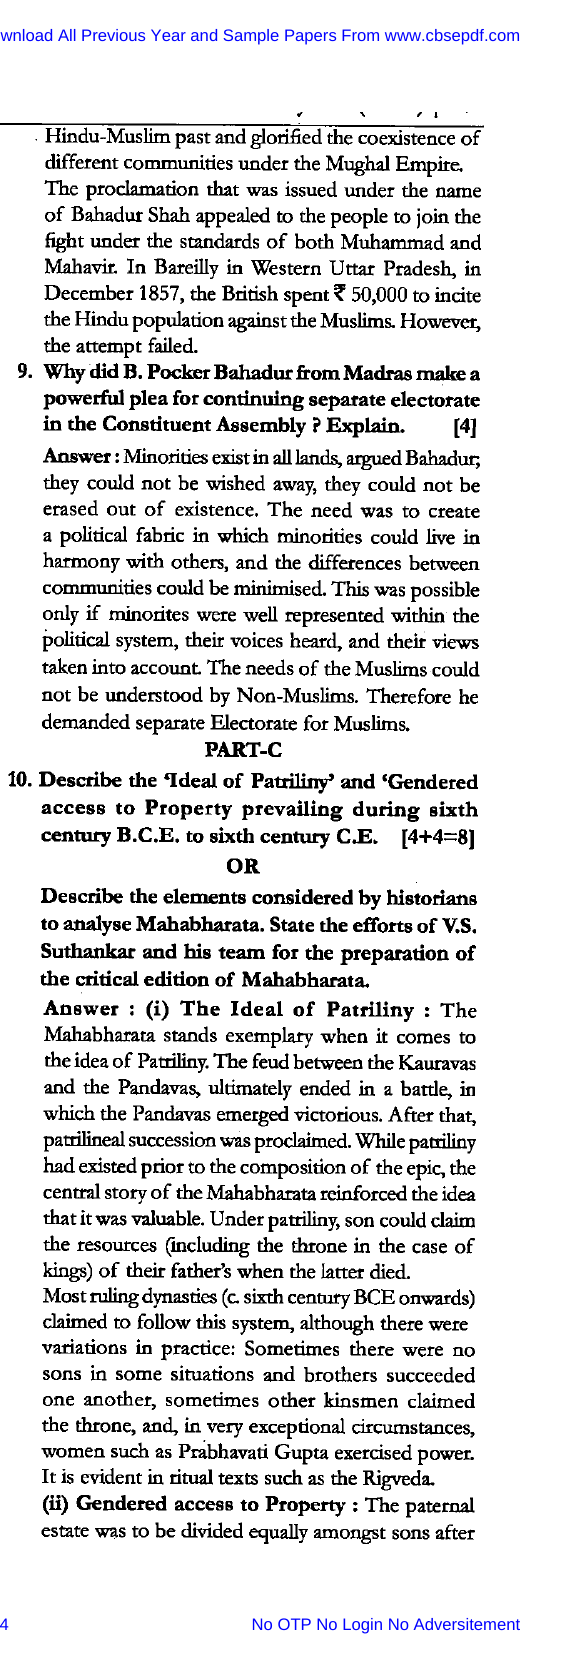 wnload All Previous Year and Sample Papers From www.cbsepdf.com
Hindu-Muslim past and glorified the coexistence of
different communities under the Mughal Empire.
The proclamation that was issued under the name
of Bahadur Shah appealed to the people to join the
fight under the standards of both Muhammad and
Mahavir. In Bareilly in Western Uttar Pradesh, in
December 1857, the British spent ₹ 50,000 to incite
the Hindu population against the Muslims. However,
the attempt failed.
9. Why did B. Pocker Bahadur from Madras make a
powerful plea for continuing separate electorate
in the Constituent Assembly ? Explain. [4]
Answer : Minorities exist in all lands, argued Bahadur;
they could not be wished away, they could not be
erased out of existence. The need was to create
a political fabric in which minorities could live in
harmony with others, and the differences between
communities could be minimised. This was possible
only if minorites were well represented within the
political system, their voices heard, and their views
taken into account. The needs of the Muslims could
not be understood by Non-Muslims. Therefore he
demanded separate Electorate for Muslims.
PART-C
10. Describe the ‘Ideal of Patriliny’ and ‘Gendered
access to Property prevailing during sixth
century B.C.E. to sixth century C.E. [4+4=8]
OR
Describe the elements considered by historians
to analyse Mahabharata. State the efforts of V.S.
Suthankar and his team for the preparation of
the critical edition of Mahabharata.
Answer : (i) The Ideal of Patriliny : The
Mahabharata stands exemplary when it comes to
the idea of Patriliny. The feud between the Kauravas
and the Pandavas, ultimately ended in a battle, in
which the Pandavas emerged victorious. After that,
patrilineal succession was proclaimed. While patriliny
had existed prior to the composition of the epic, the
central story of the Mahabharata reinforced the idea
that it was valuable. Under patriliny, son could claim
the resources (including the throne in the case of
kings) of their father's when the latter died.
Most ruling dynasties (c. sixth century BCE onwards)
claimed to follow this system, although there were
variations in practice: Sometimes there were no
sons in some situations and brothers succeeded
one another, sometimes other kinsmen claimed
the throne, and, in very exceptional circumstances,
women such as Prabhavati Gupta exercised power.
It is evident in ritual texts such as the Rigveda.
(ii) Gendered access to Property : The paternal
estate was to be divided equally amongst sons after
4 No OTP No Login No Adversitement